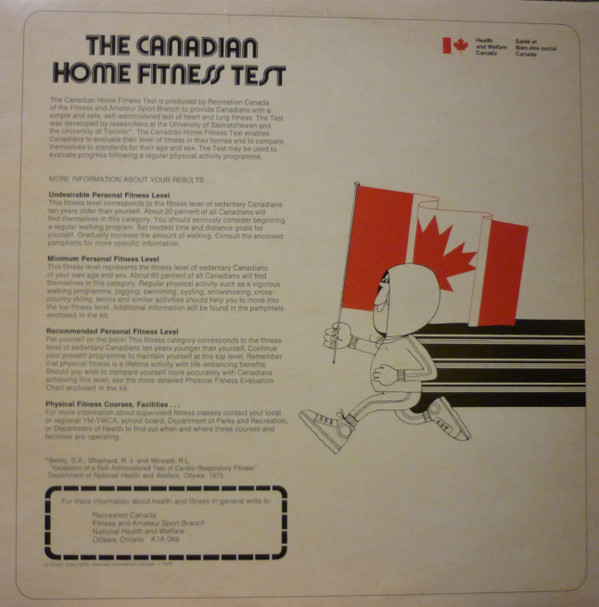 THE CANADIAN
HOME FITNESS TEST
Health
and Welfare
Canada
Santé et
Bien-être social
Canada
The Canadian Home Fitness Test is produced by Recreation Canada
of the Fitness and Amateur Sport Branch to provide Canadians with a
simple and safe, self-administered test of heart and lung fitness. The Test
was developed by researchers at the University of Saskatchewan and
the University of Toronto*. The Canadian Home Fitness Test enables
Canadians to evaluate their level of fitness in their homes and to compare
themselves to standards for their age and sex. The Test may be used to
evaluate progress following a regular physical activity programme.
MORE INFORMATION ABOUT YOUR RESULTS . . .
Undesirable Personal Fitness Level
This fitness level corresponds to the fitness level of sedentary Canadians
ten years older than yourself. About 20 percent of all Canadians will
find themselves in this category. You should seriously consider beginning
a regular walking program. Set modest time and distance goals for
yourself. Gradually increase the amount of walking. Consult the enclosed
pamphlets for more specific information.
Minimum Personal Fitness Level
This fitness level represents the fitness level of sedentary Canadians
of your own age and sex. About 60 percent of all Canadians will find
themselves in this category. Regular physical activity such as a vigorous
walking programme, jogging, swimming, cycling, snowshoeing, cross-
country skiing, tennis and similar activities should help you to move into
the top fitness level. Additional information will be found in the pamphlets
enclosed in the kit.
Recommended Personal Fitness Level
Pat yourself on the back! This fitness category corresponds to the fitness
level of sedentary Canadians ten years younger than yourself. Continue
your present programme to maintain yourself at this top level. Remember
that physical fitness is a lifetime activity with life-enhancing benefits.
Should you wish to compare yourself more accurately with Canadians
achieving this level, see the more detailed Physical Fitness Evaluation
Chart enclosed in the kit.
Physical Fitness Courses, Facilities . . .
For more information about supervised fitness classes contact your local
or regional YM-YWCA, school board, Department of Parks and Recreation,
or Department of Health to find out when and where these courses and
facilities are operating.
*Bailey, D.A., Shephard, R. J. and Mirwald, R.L.
"Validation of a Self-Administered Test of Cardio-Respiratory Fitness".
Department of National Health and Welfare, Ottawa, 1975.
For more information about health and fitness in general write to:
Recreation Canada
Fitness and Amateur Sport Branch
National Health and Welfare
Ottawa, Ontario K1A 0X6
© Crown Copyrights reserved Information Canada